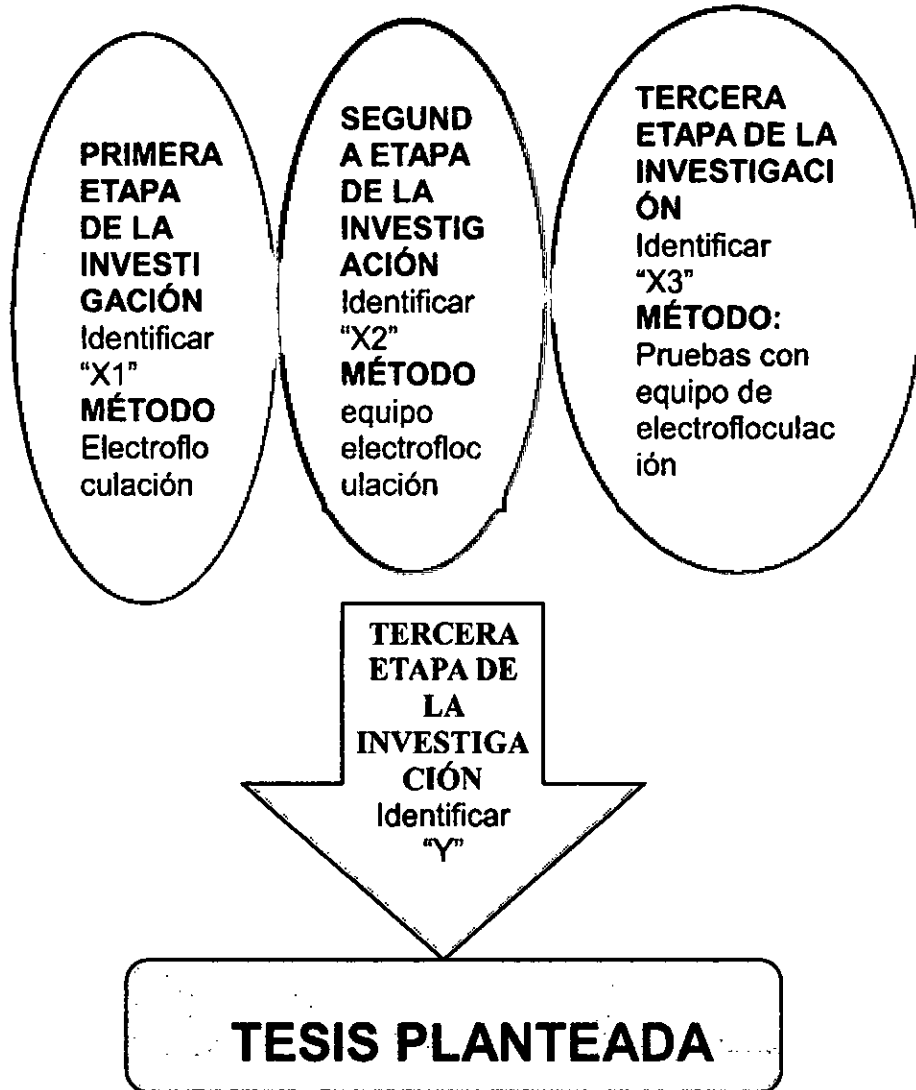 PRIMERA
ETAPA
DE LA
INVESTI
GACIÓN
Identificar
“X1”
MÉTODO
Electroflo
culación
SEGUND
A ETAPA
DE LA
INVESTIG
ACIÓN
Identificar
“X2”
MÉTODO
equipo
electrofloc
ulación
TERCERA
ETAPA DE LA
INVESTIGACI
ÓN
Identificar
“X3”
MÉTODO:
Pruebas con
equipo de
electrofloculac
ión
TERCERA
ETAPA DE
LA
INVESTIGA
CIÓN
Identificar
“Y”
TESIS PLANTEADA